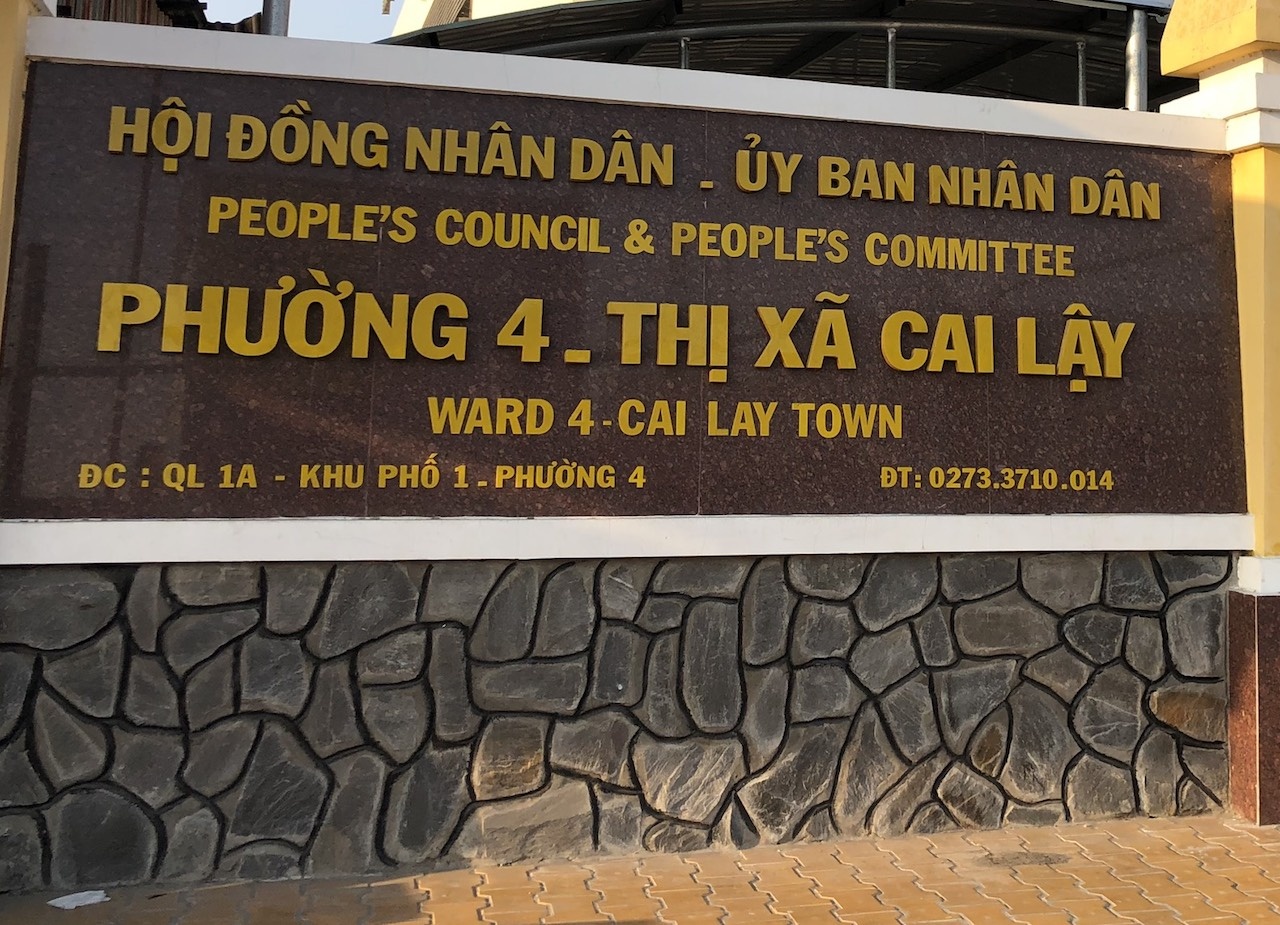 HỘI ĐỒNG NHÂN DÂN - ỦY BAN NHÂN DÂN
PEOPLE'S COUNCIL & PEOPLE'S COMMITTEE
PHƯỜNG 4 - THỊ XÃ CAI LẬY
WARD 4 - CAI LAY TOWN
ĐC : QL 1A - KHU PHỐ 1 - PHƯỜNG 4 ĐT: 0273.3710.014